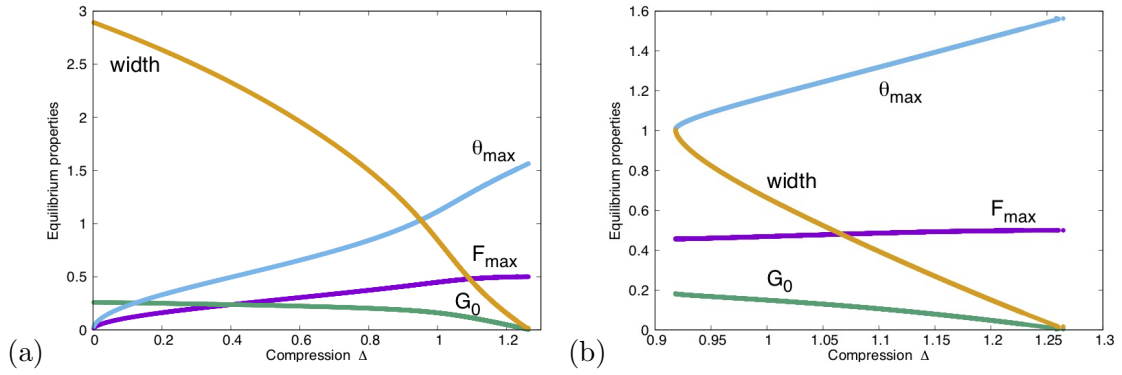 (a)
Equilibrium properties
3
2.5
2
1.5
1
0.5
0
width
θmax
Fmax
G0
0 0.2 0.4 0.6 0.8 1 1.2
Compression Δ
(b)
Equilibrium properties
1.6
1.4
1.2
1
0.8
0.6
0.4
0.2
0
θmax
width
Fmax
G0
0.9 0.95 1 1.05 1.1 1.15 1.2 1.25 1.3
Compression Δ